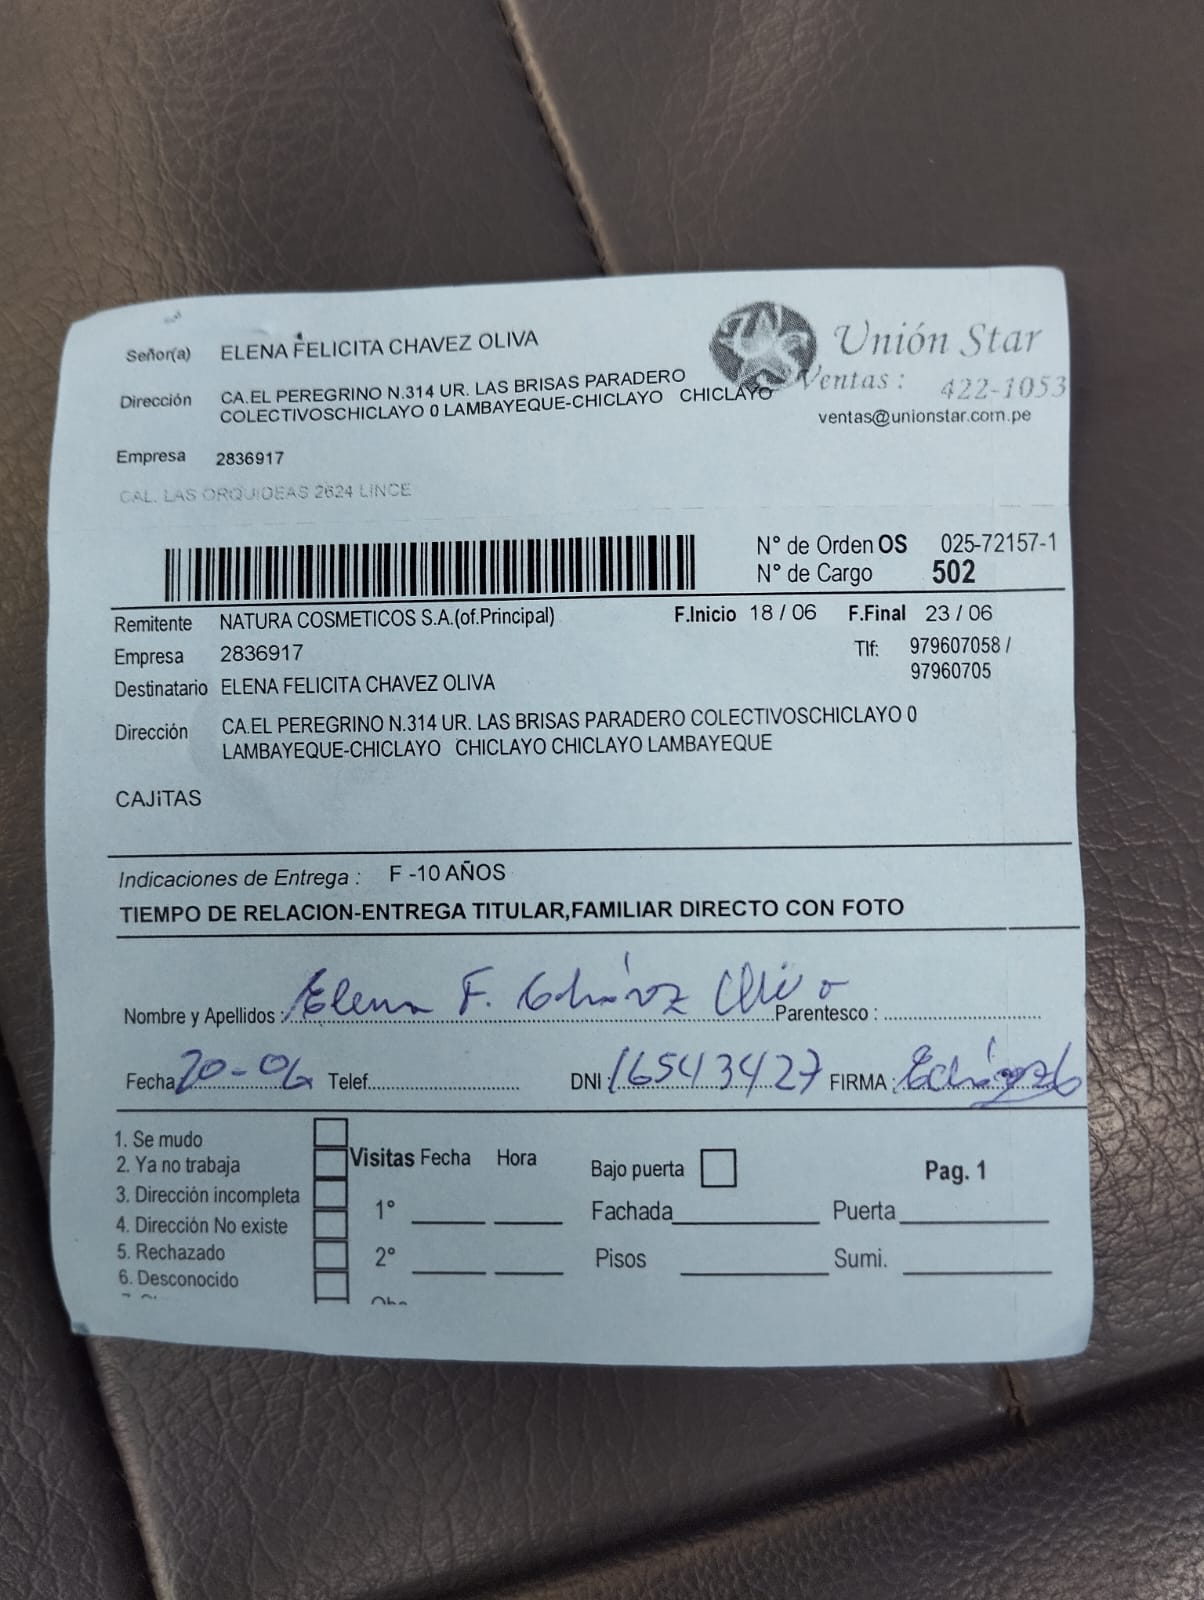 Señor(a) ELENA FELICITA CHAVEZ OLIVA
Unión Star
Ventas : 422-1053
ventas@unionstar.com.pe
Dirección CA.EL PEREGRINO N.314 UR. LAS BRISAS PARADERO
COLECTIVOSCHICLAYO 0 LAMBAYEQUE-CHICLAYO CHICLAYO
Empresa 2836917
CAL. LAS ORQUIDEAS 2624 LINCE
N° de Orden OS 025-72157-1
N° de Cargo 502
Remitente NATURA COSMETICOS S.A.(of.Principal) F.Inicio 18 / 06 F.Final 23 / 06
Empresa 2836917 Tlf: 979607058 /
97960705
Destinatario ELENA FELICITA CHAVEZ OLIVA
Dirección CA.EL PEREGRINO N.314 UR. LAS BRISAS PARADERO COLECTIVOSCHICLAYO 0
LAMBAYEQUE-CHICLAYO CHICLAYO CHICLAYO LAMBAYEQUE
CAJiTAS
Indicaciones de Entrega : F -10 AÑOS
TIEMPO DE RELACION-ENTREGA TITULAR,FAMILIAR DIRECTO CON FOTO
Nombre y Apellidos : Elena F. Chávez Oliva Parentesco :
Fecha 20-06 Telef. DNI 16543427 FIRMA :
1. Se mudo
2. Ya no trabaja
3. Dirección incompleta
4. Dirección No existe
5. Rechazado
6. Desconocido
Visitas Fecha Hora
1°
2°
Bajo puerta Pag. 1
Fachada Puerta
Pisos Sumi.